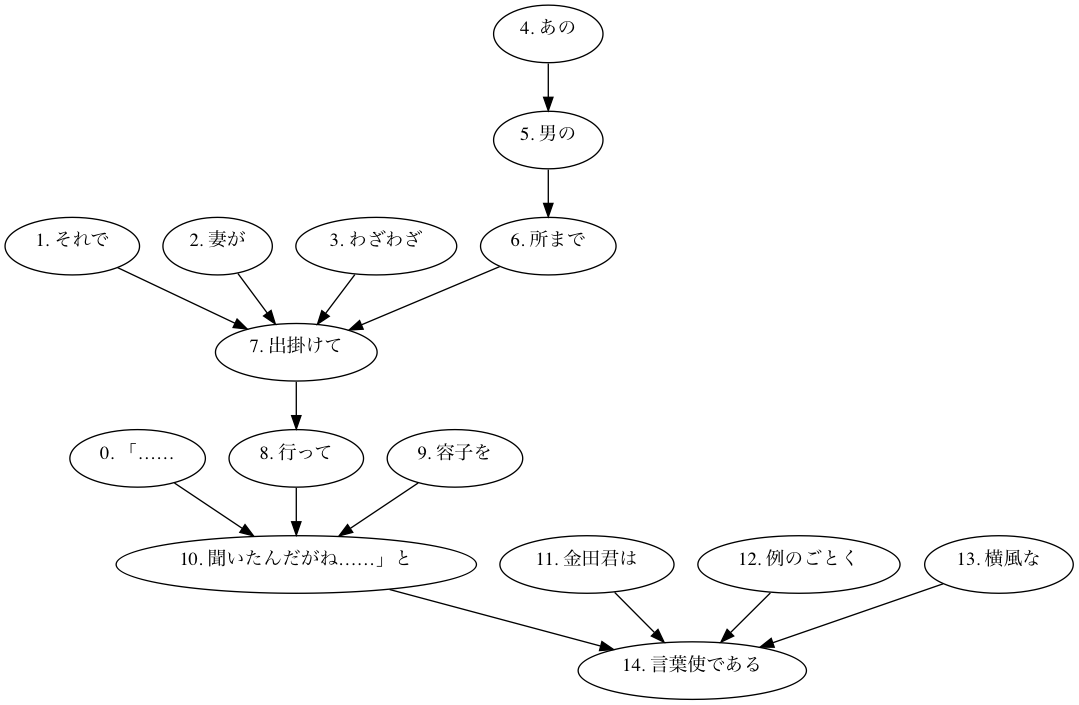 4. あの
5. 男の
1. それで
2. 妻が
3. わざわざ
6. 所まで
7. 出掛けて
0. 「……
8. 行って
9. 容子を
10. 聞いたんだがね……」と
11. 金田君は
12. 例のごとく
13. 横風な
14. 言葉使である